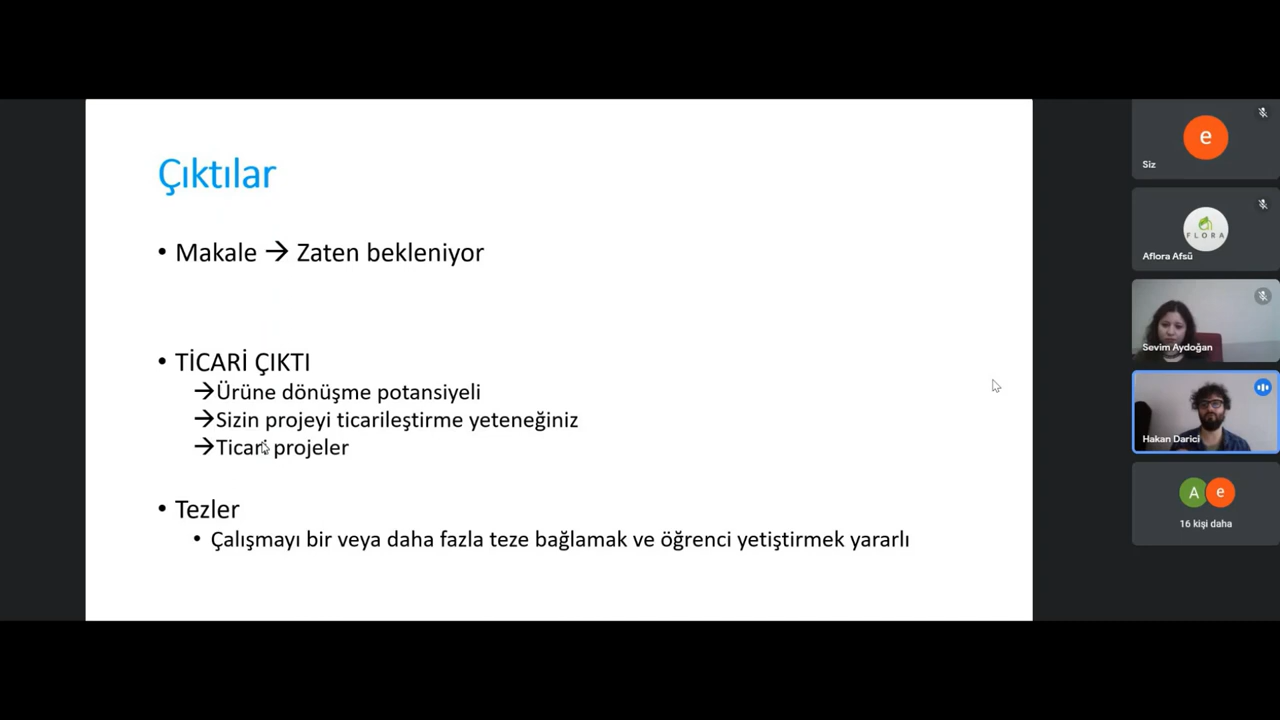 Çıktılar
• Makale → Zaten bekleniyor
• TİCARİ ÇIKTI
→Ürüne dönüşme potansiyeli
→Sizin projeyi ticarileştirme yeteneğiniz
→Ticari projeler
• Tezler
• Çalışmayı bir veya daha fazla teze bağlamak ve öğrenci yetiştirmek yararlı
e
Siz
FLORA
Aflora Afsü
Sevim Aydoğan
Hakan Darici
A e
16 kişi daha